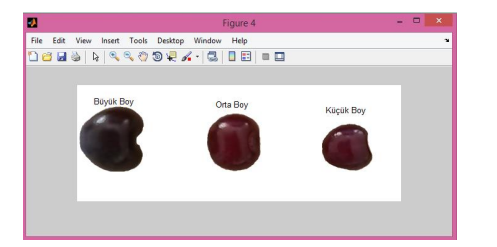 Figure 4
File Edit View Insert Tools Desktop Window Help
Büyük Boy
Orta Boy
Küçük Boy